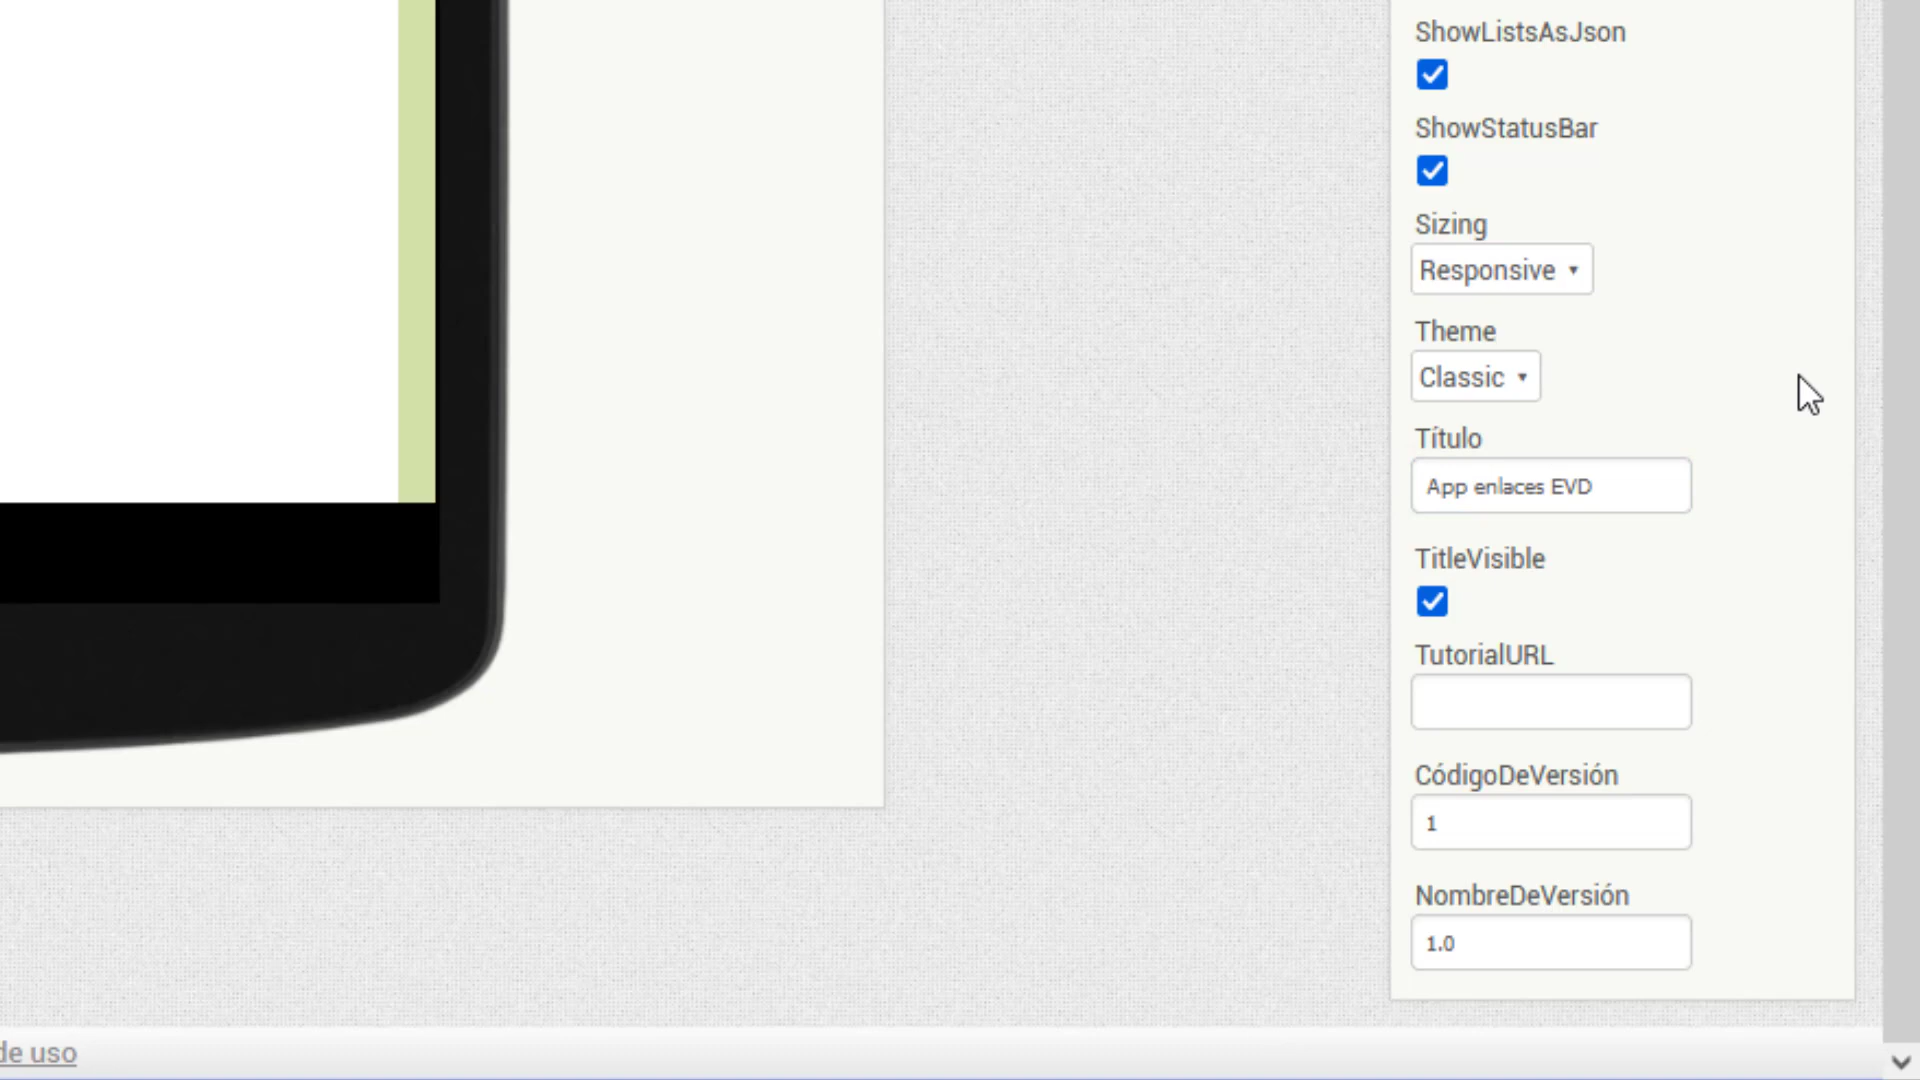 ShowListsAsJson
ShowStatusBar
Sizing
Responsive
Theme
Classic
Título
App enlaces EVD
TitleVisible
TutorialURL
CódigoDeVersión
1
NombreDeVersión
1.0
de uso